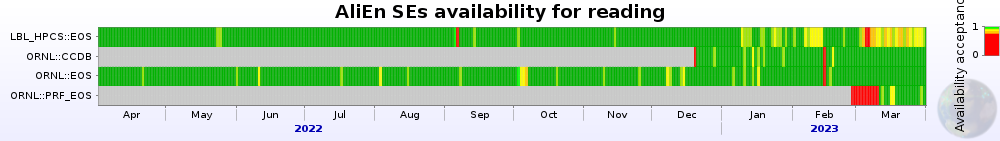 AliEn SEs availability for reading
LBL_HPCS::EOS
ORNL::CCDB
ORNL::EOS
ORNL::PRF_EOS
Apr May Jun Jul Aug Sep Oct Nov Dec Jan Feb Mar
2022 2023
Availability acceptance
1
0